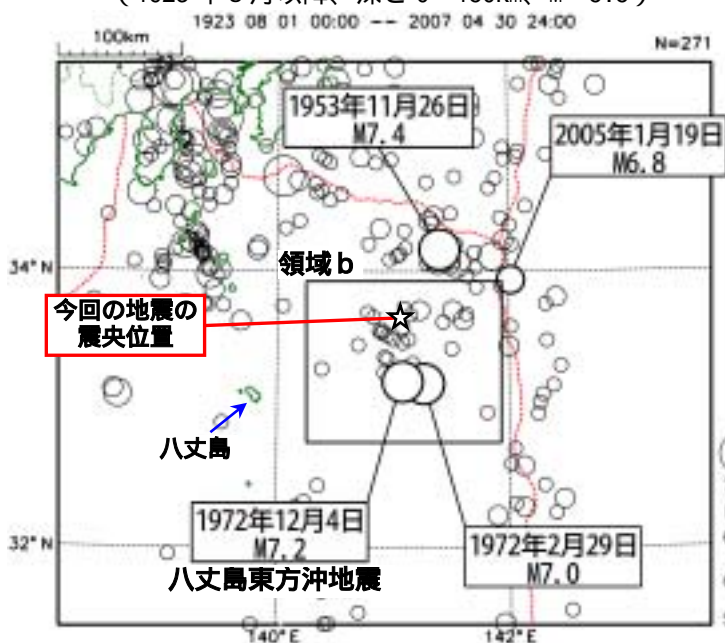 1923 08 01 00:00 -- 2007 04 30 24:00
100km
N=271
1953年11月26日
M7.4
2005年1月19日
M6.8
34°N
領域b
今回の地震の
震央位置
八丈島
1972年12月4日
M7.2
八丈島東方沖地震
1972年2月29日
M7.0
32°N
140°E
142°E